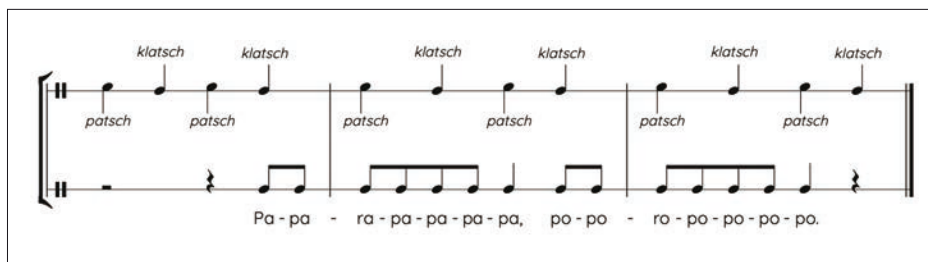 klatsch klatsch klatsch klatsch klatsch klatsch
patsch patsch patsch patsch patsch patsch
Pa - pa - ra - pa - pa - pa - pa, po - po - ro - po - po - po - po.